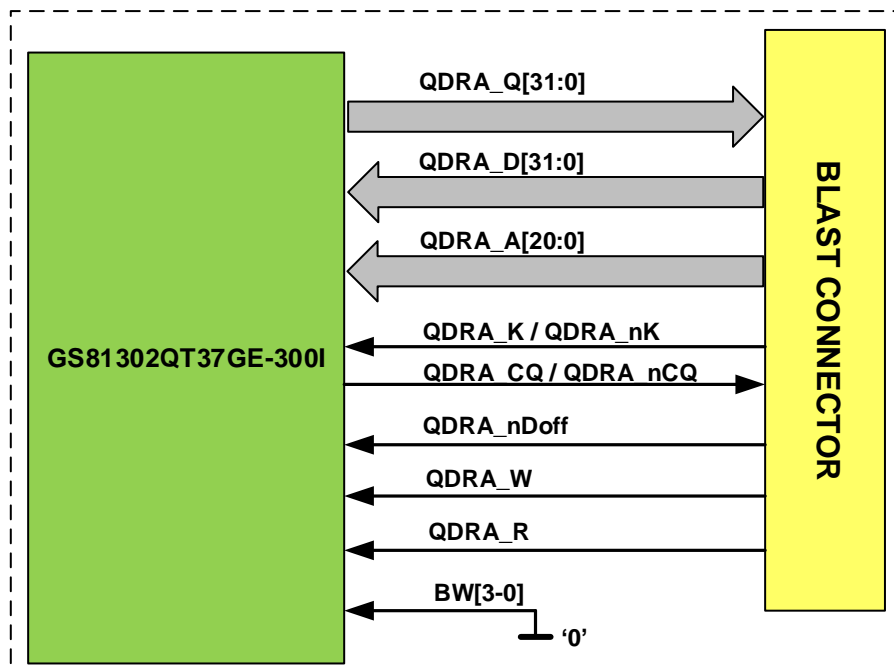 QDRA_Q[31:0]
QDRA_D[31:0]
QDRA_A[20:0]
GS81302QT37GE-300I
QDRA_K / QDRA_nK
QDRA_CQ / QDRA_nCQ
QDRA_nDoff
QDRA_W
QDRA_R
BW[3-0]
‘0’
BLAST CONNECTOR